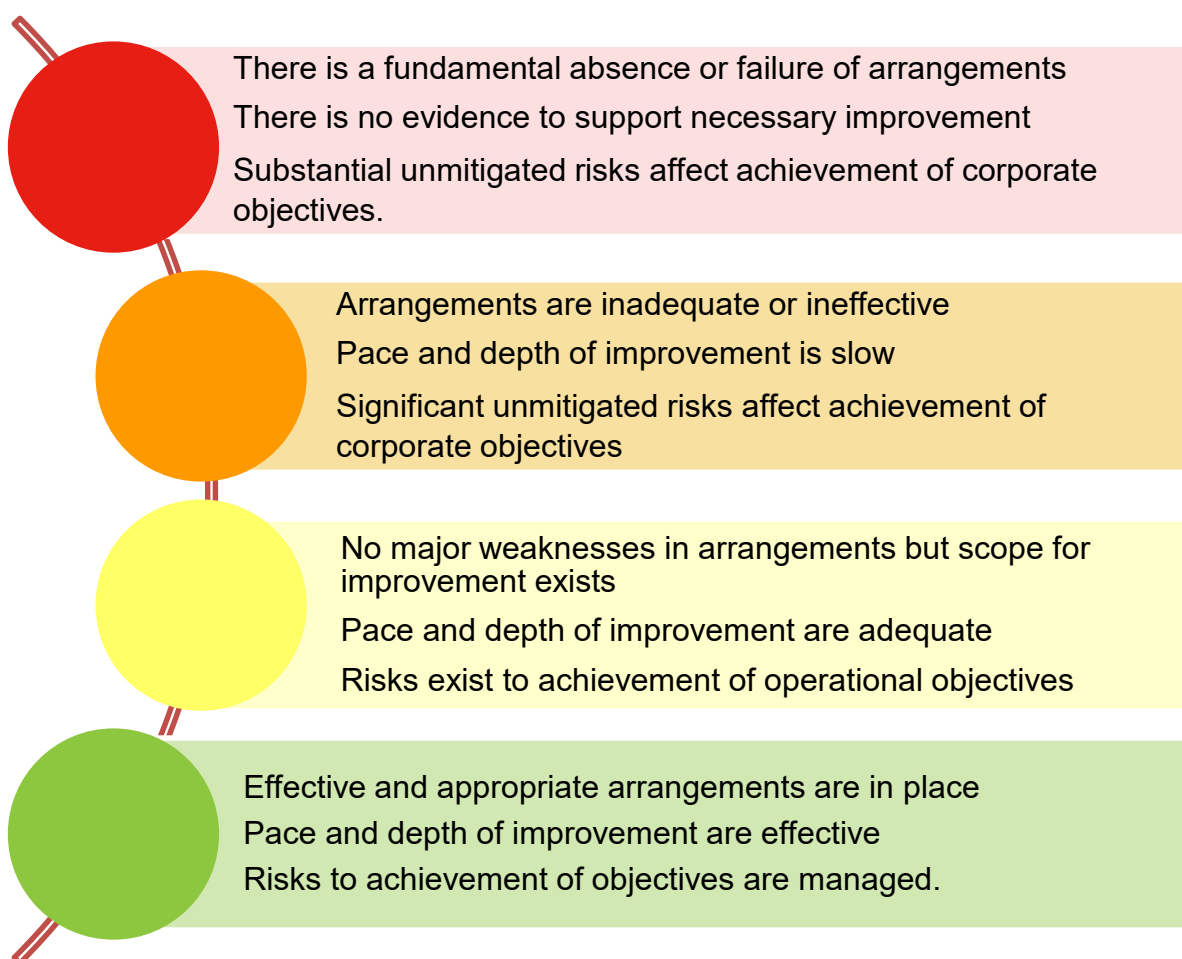 There is a fundamental absence or failure of arrangements
There is no evidence to support necessary improvement
Substantial unmitigated risks affect achievement of corporate
objectives.
Arrangements are inadequate or ineffective
Pace and depth of improvement is slow
Significant unmitigated risks affect achievement of
corporate objectives
No major weaknesses in arrangements but scope for
improvement exists
Pace and depth of improvement are adequate
Risks exist to achievement of operational objectives
Effective and appropriate arrangements are in place
Pace and depth of improvement are effective
Risks to achievement of objectives are managed.